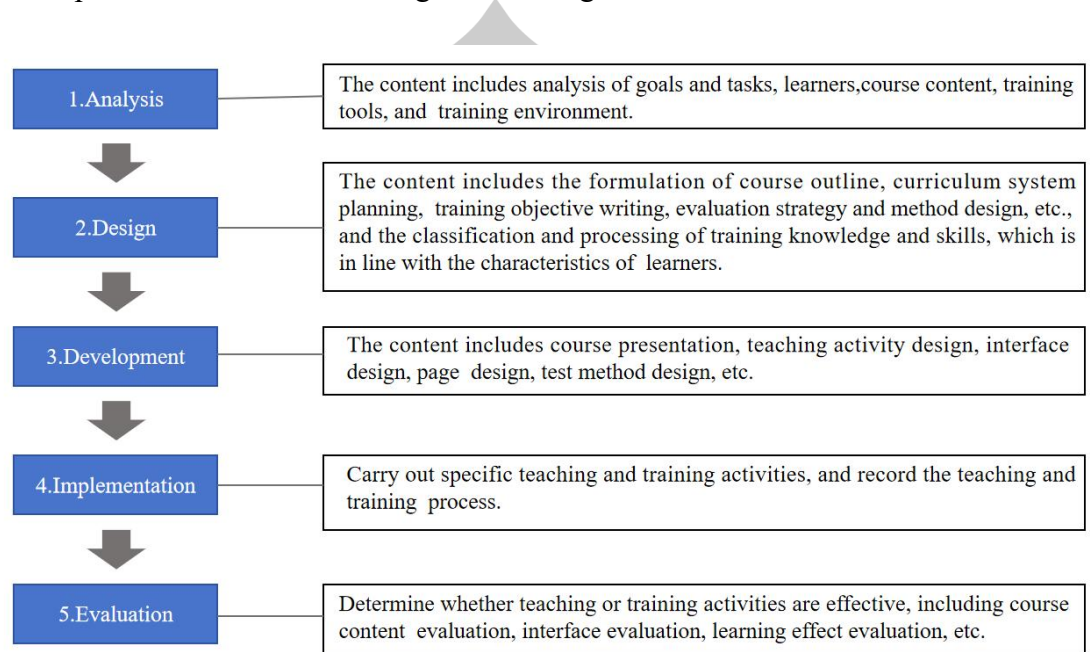 1.Analysis
The content includes analysis of goals and tasks, learners,course content, training
tools, and training environment.
2.Design
The content includes the formulation of course outline, curriculum system
planning, training objective writing, evaluation strategy and method design, etc.,
and the classification and processing of training knowledge and skills, which is
in line with the characteristics of learners.
3.Development
The content includes course presentation, teaching activity design, interface
design, page design, test method design, etc.
4.Implementation
Carry out specific teaching and training activities, and record the teaching and
training process.
5.Evaluation
Determine whether teaching or training activities are effective, including course
content evaluation, interface evaluation, learning effect evaluation, etc.